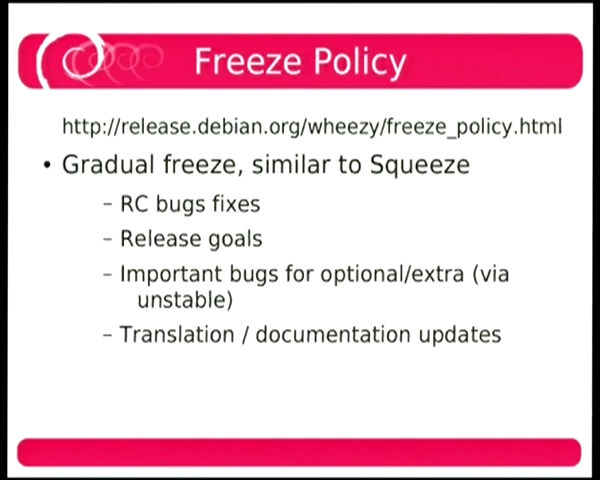 Freeze Policy
http://release.debian.org/wheezy/freeze_policy.html
• Gradual freeze, similar to Squeeze
– RC bugs fixes
– Release goals
– Important bugs for optional/extra (via
unstable)
– Translation / documentation updates